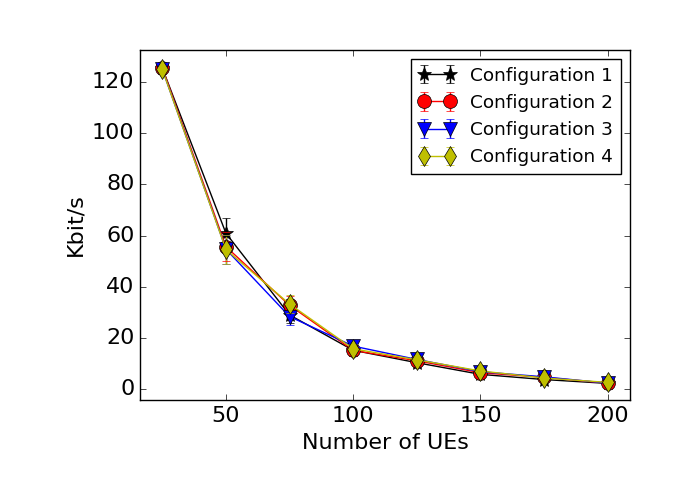 120
100
80
60
40
20
0
Kbit/s
50
100
150
200
Number of UEs
Configuration 1
Configuration 2
Configuration 3
Configuration 4